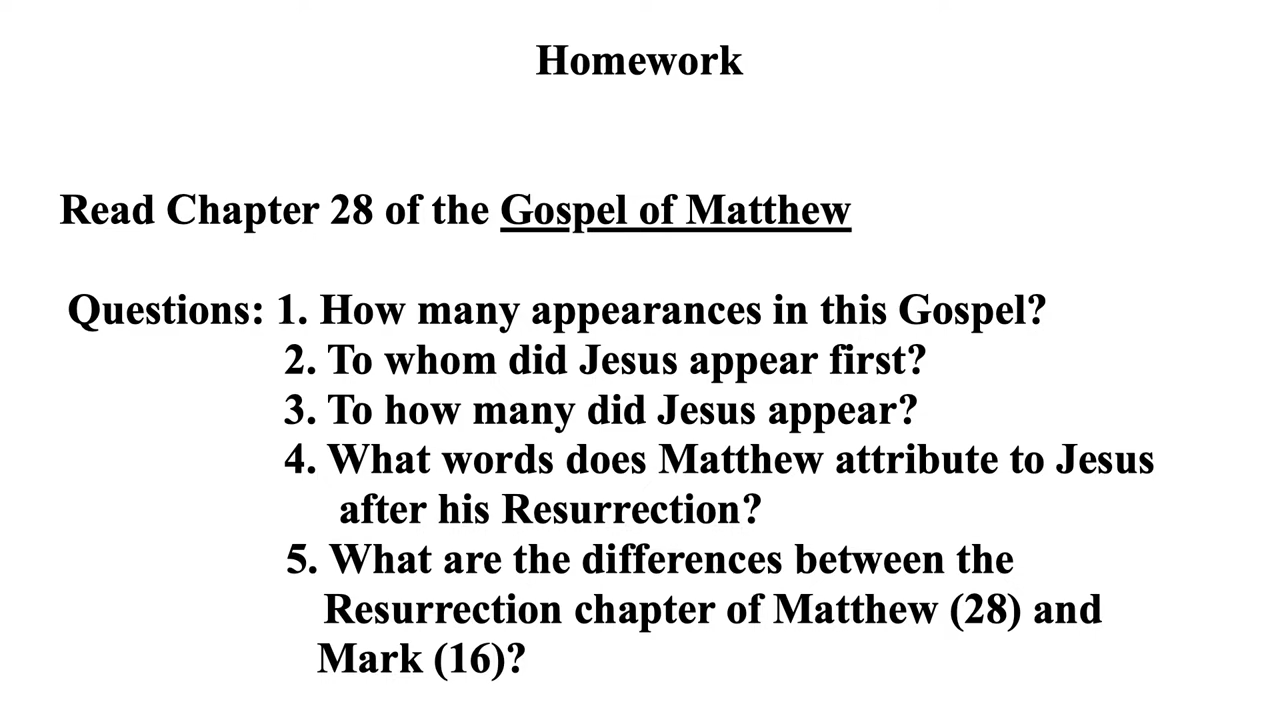 Homework
Read Chapter 28 of the Gospel of Matthew
Questions: 1. How many appearances in this Gospel?
2. To whom did Jesus appear first?
3. To how many did Jesus appear?
4. What words does Matthew attribute to Jesus
after his Resurrection?
5. What are the differences between the
Resurrection chapter of Matthew (28) and
Mark (16)?